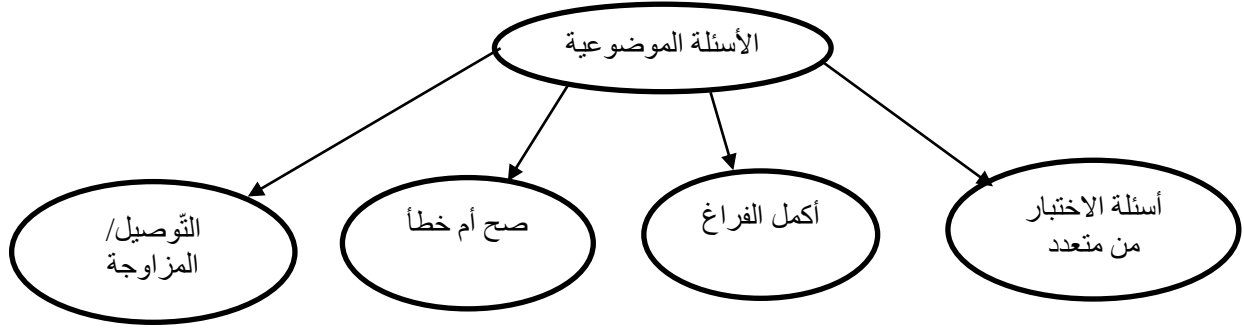 الأسئلة الموضوعية
أسئلة الاختبار
من متعدد
أكمل الفراغ
صح أم خطأ
التّوصيل/
المزاوجة